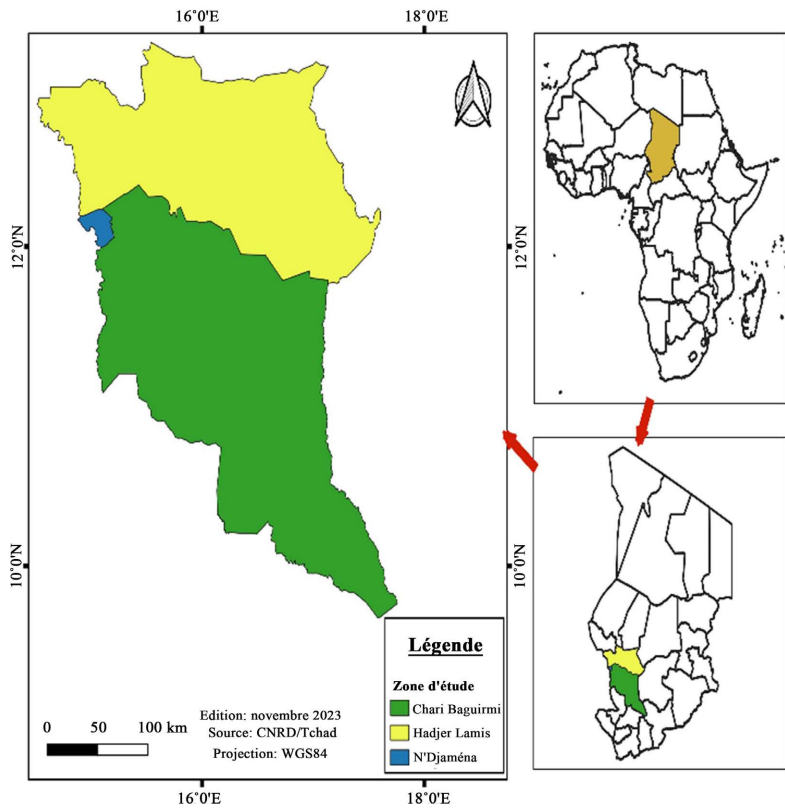 16°0'E 18°0'E
12°0'N 12°0'N
10°0'N 10°0'N
Légende
Zone d'étude
Chari Baguirmi
Hadjer Lamis
N'Djaména
0 50 100 km
Edition: novembre 2023
Source: CNRD/Tchad
Projection: WGS84
16°0'E 18°0'E